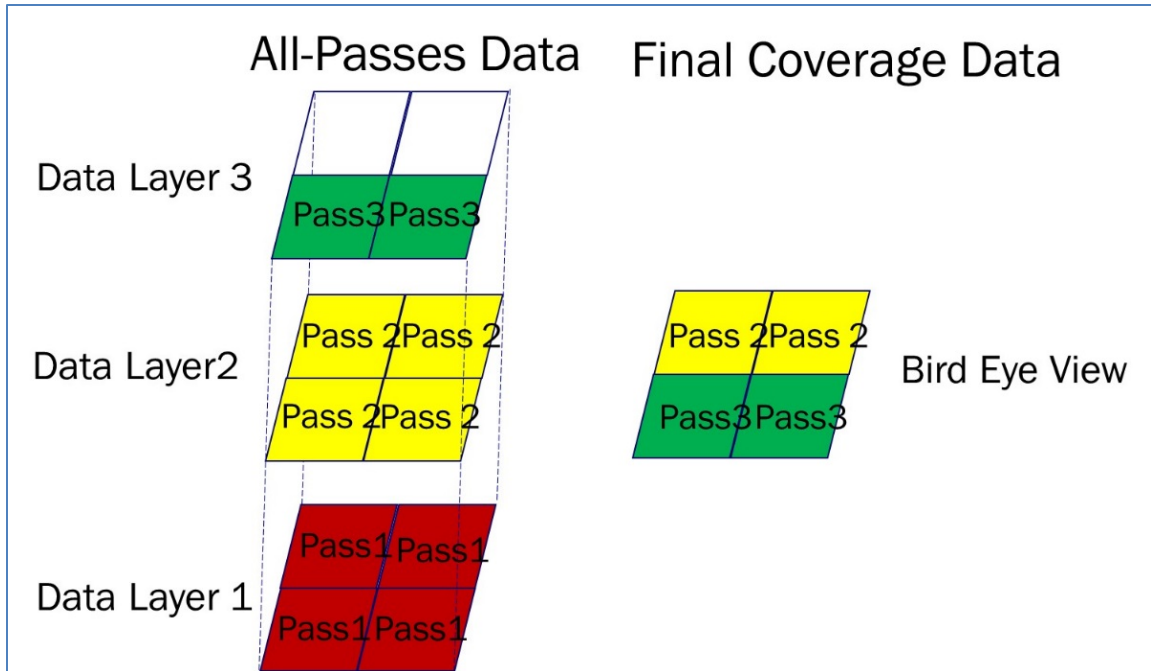 All-Passes Data
Final Coverage Data
Data Layer 3
Pass3 Pass3
Data Layer2
Pass 2 Pass 2
Pass 2 Pass 2
Pass 2 Pass 2
Pass3 Pass3
Bird Eye View
Data Layer 1
Pass1 Pass1
Pass1 Pass1